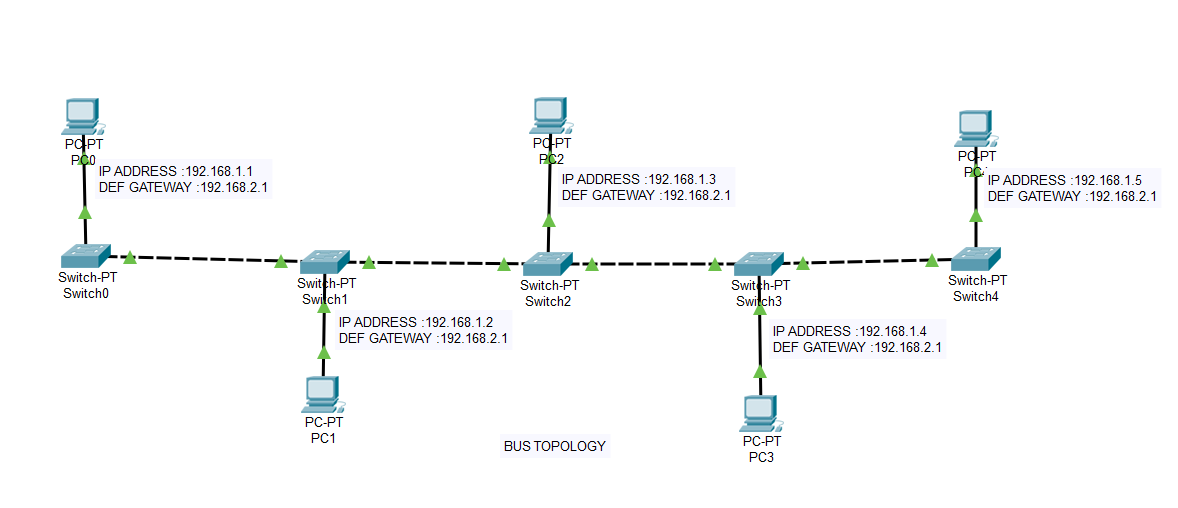 PC-PT
PC0
IP ADDRESS :192.168.1.1
DEF GATEWAY :192.168.2.1
PC-PT
PC2
IP ADDRESS :192.168.1.3
DEF GATEWAY :192.168.2.1
PC-PT
IP ADDRESS :192.168.1.5
DEF GATEWAY :192.168.2.1
Switch-PT
Switch0
Switch-PT
Switch1
Switch-PT
Switch2
Switch-PT
Switch3
Switch-PT
Switch4
IP ADDRESS :192.168.1.2
DEF GATEWAY :192.168.2.1
IP ADDRESS :192.168.1.4
DEF GATEWAY :192.168.2.1
PC-PT
PC1
PC-PT
PC3
BUS TOPOLOGY